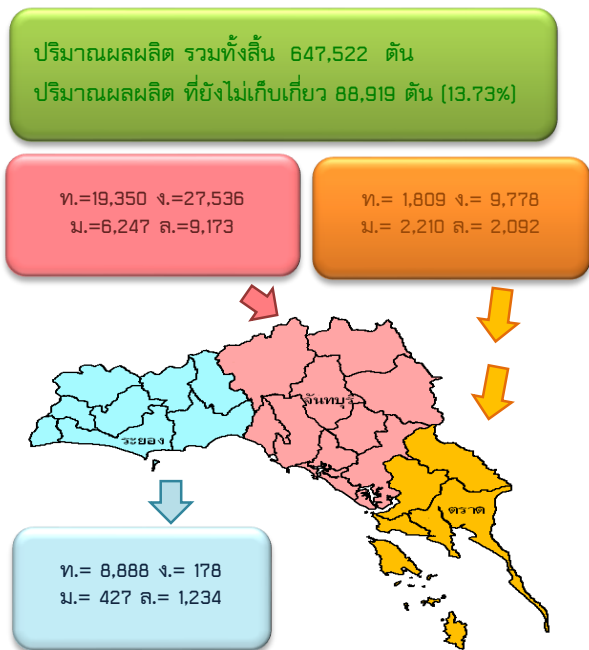 ปริมาณผลผลิต รวมทั้งสิ้น 647,522 ตัน
ปริมาณผลผลิต ที่ยังไม่เก็บเกี่ยว 88,919 ตัน (13.73%)
ท.=19,350 ง.=27,536
ม.=6,247 ล.=9,173
ท.= 1,809 ง.= 9,778
ม.= 2,210 ล.= 2,092
จันทบุรี
ระยอง
ตราด
ท.= 8,888 ง.= 178
ม.= 427 ล.= 1,234